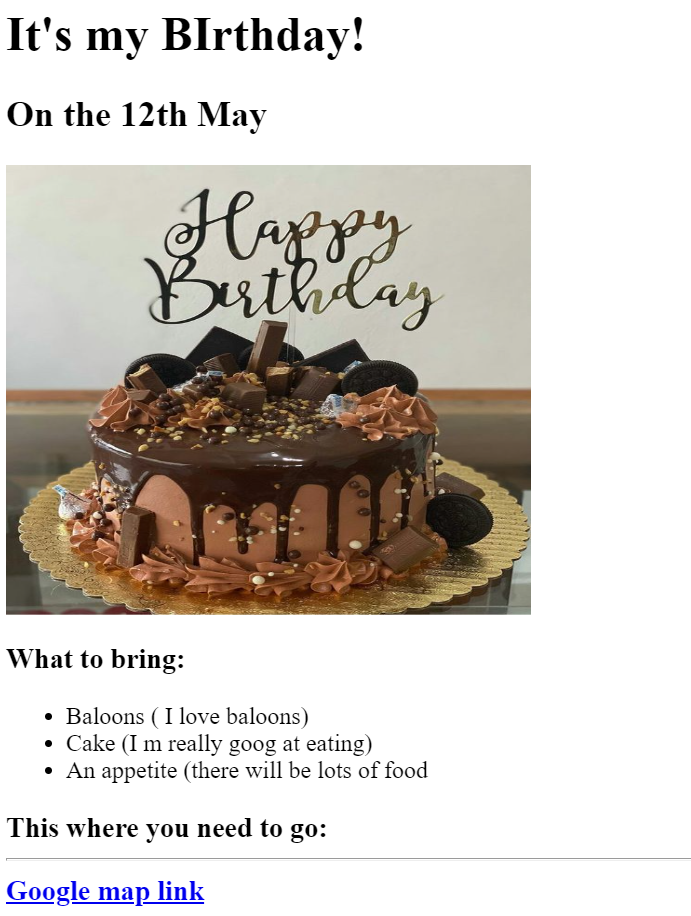 It's my BIrthday!
On the 12th May
Happy
Birthday
What to bring:
Baloons ( I love baloons)
Cake (I m really goog at eating)
An appetite (there will be lots of food
This where you need to go:
Google map link